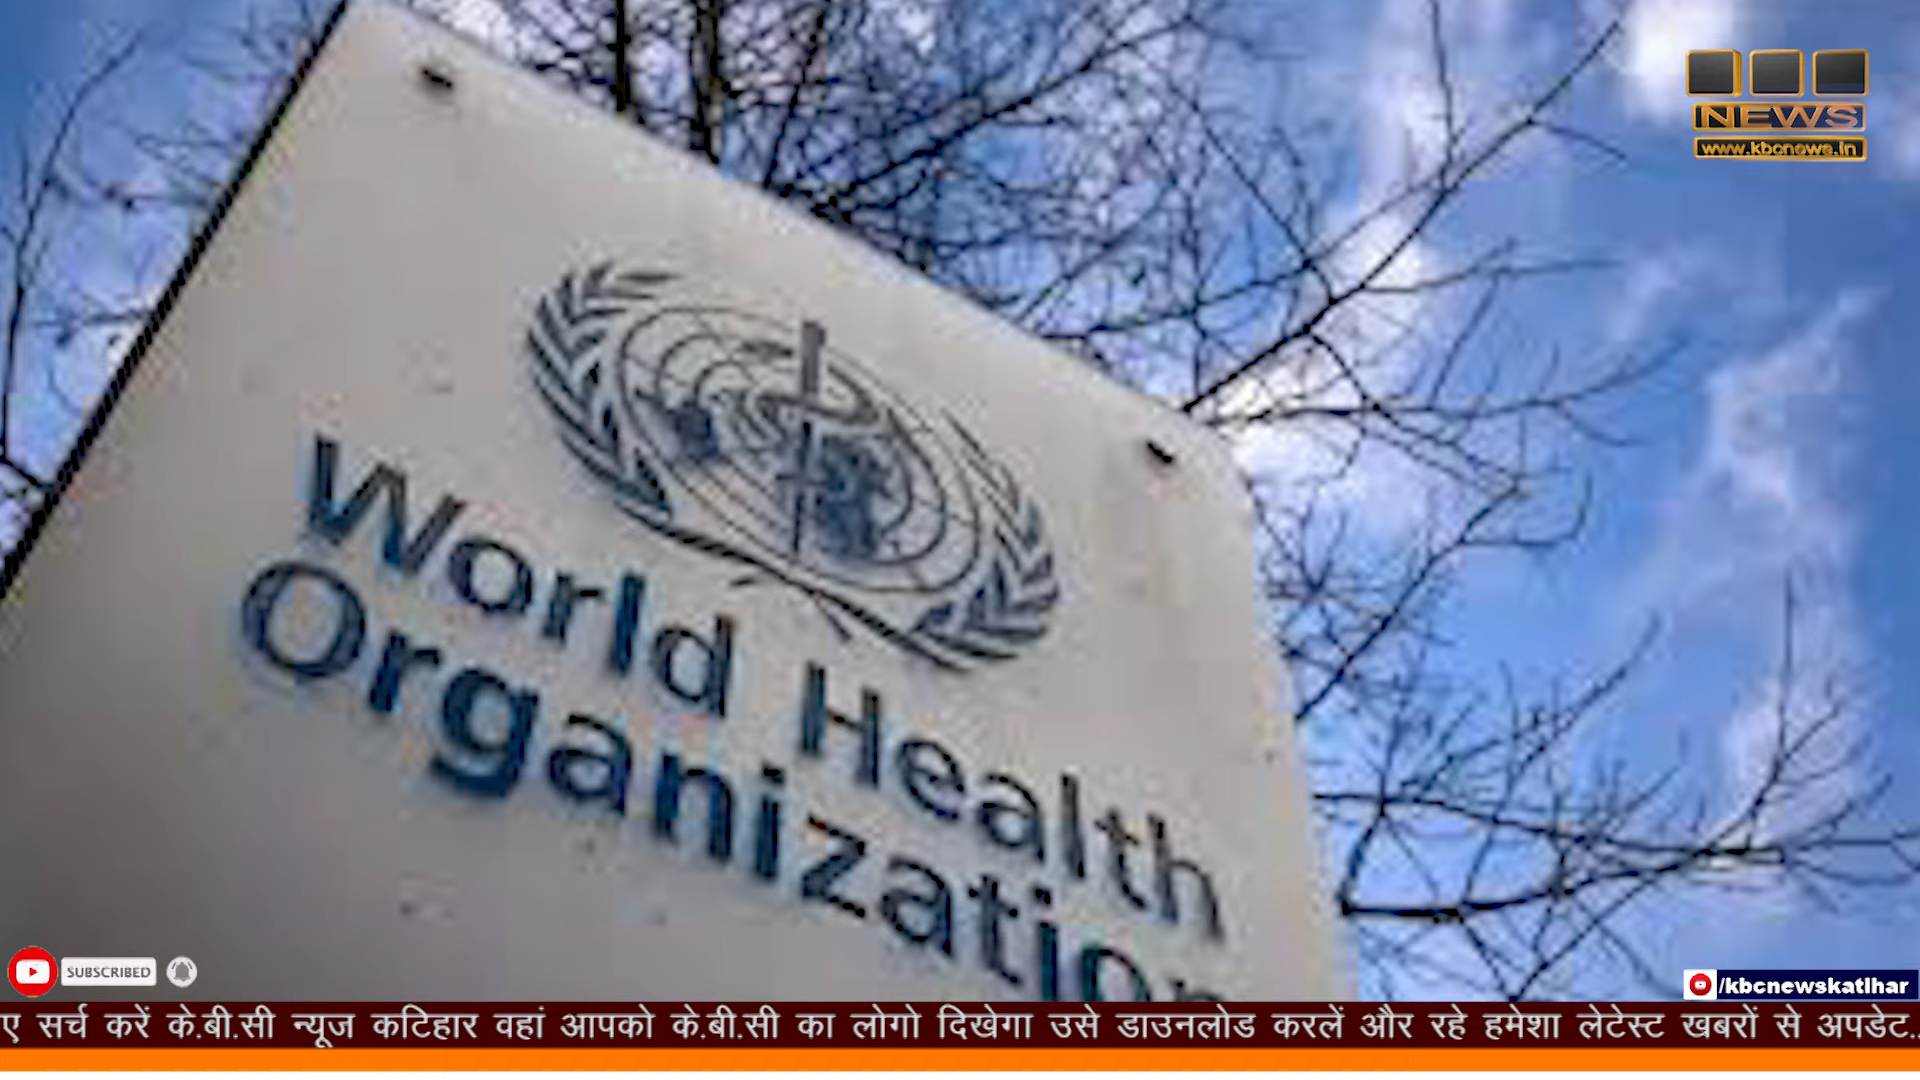 NEWS
www.kbcnews.in
World Health
Organization
SUBSCRIBED
/kbcnewskatihar
ए सर्च करें के.बी.सी न्यूज कटिहार वहां आपको के.बी.सी का लोगो दिखेगा उसे डाउनलोड करलें और रहे हमेशा लेटेस्ट खबरों से अपडेट..